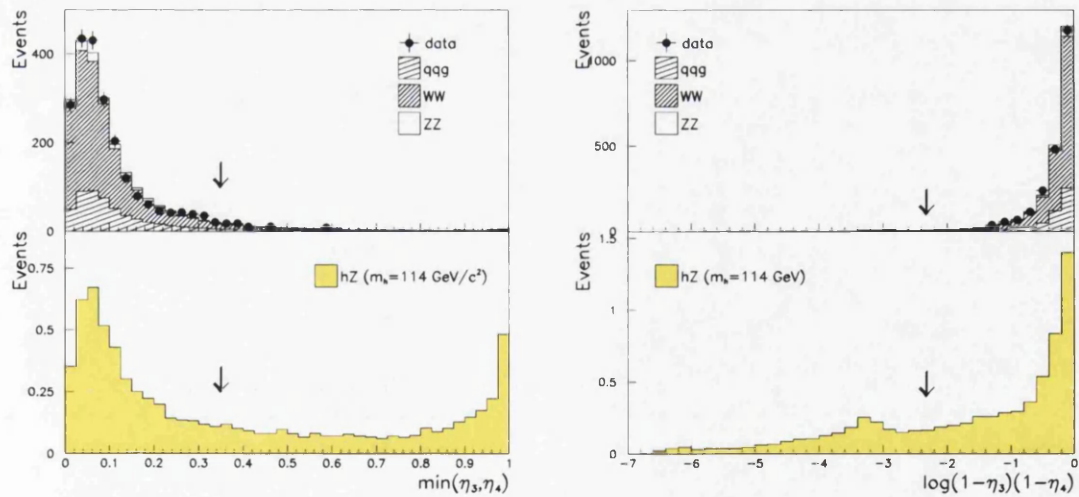 Events
400
200
0
data
qqg
WW
ZZ
Events
0.75
0.5
0.25
0
hZ (mₕ=114 GeV/c²)
0 0.1 0.2 0.3 0.4 0.5 0.6 0.7 0.8 0.9 1
min(η₃,η₄)
Events
1000
500
0
data
qqg
WW
ZZ
Events
1.5
1
0.5
0
hZ (mₕ=114 GeV)
−7 −6 −5 −4 −3 −2 −1 0
log(1−η₃)(1−η₄)